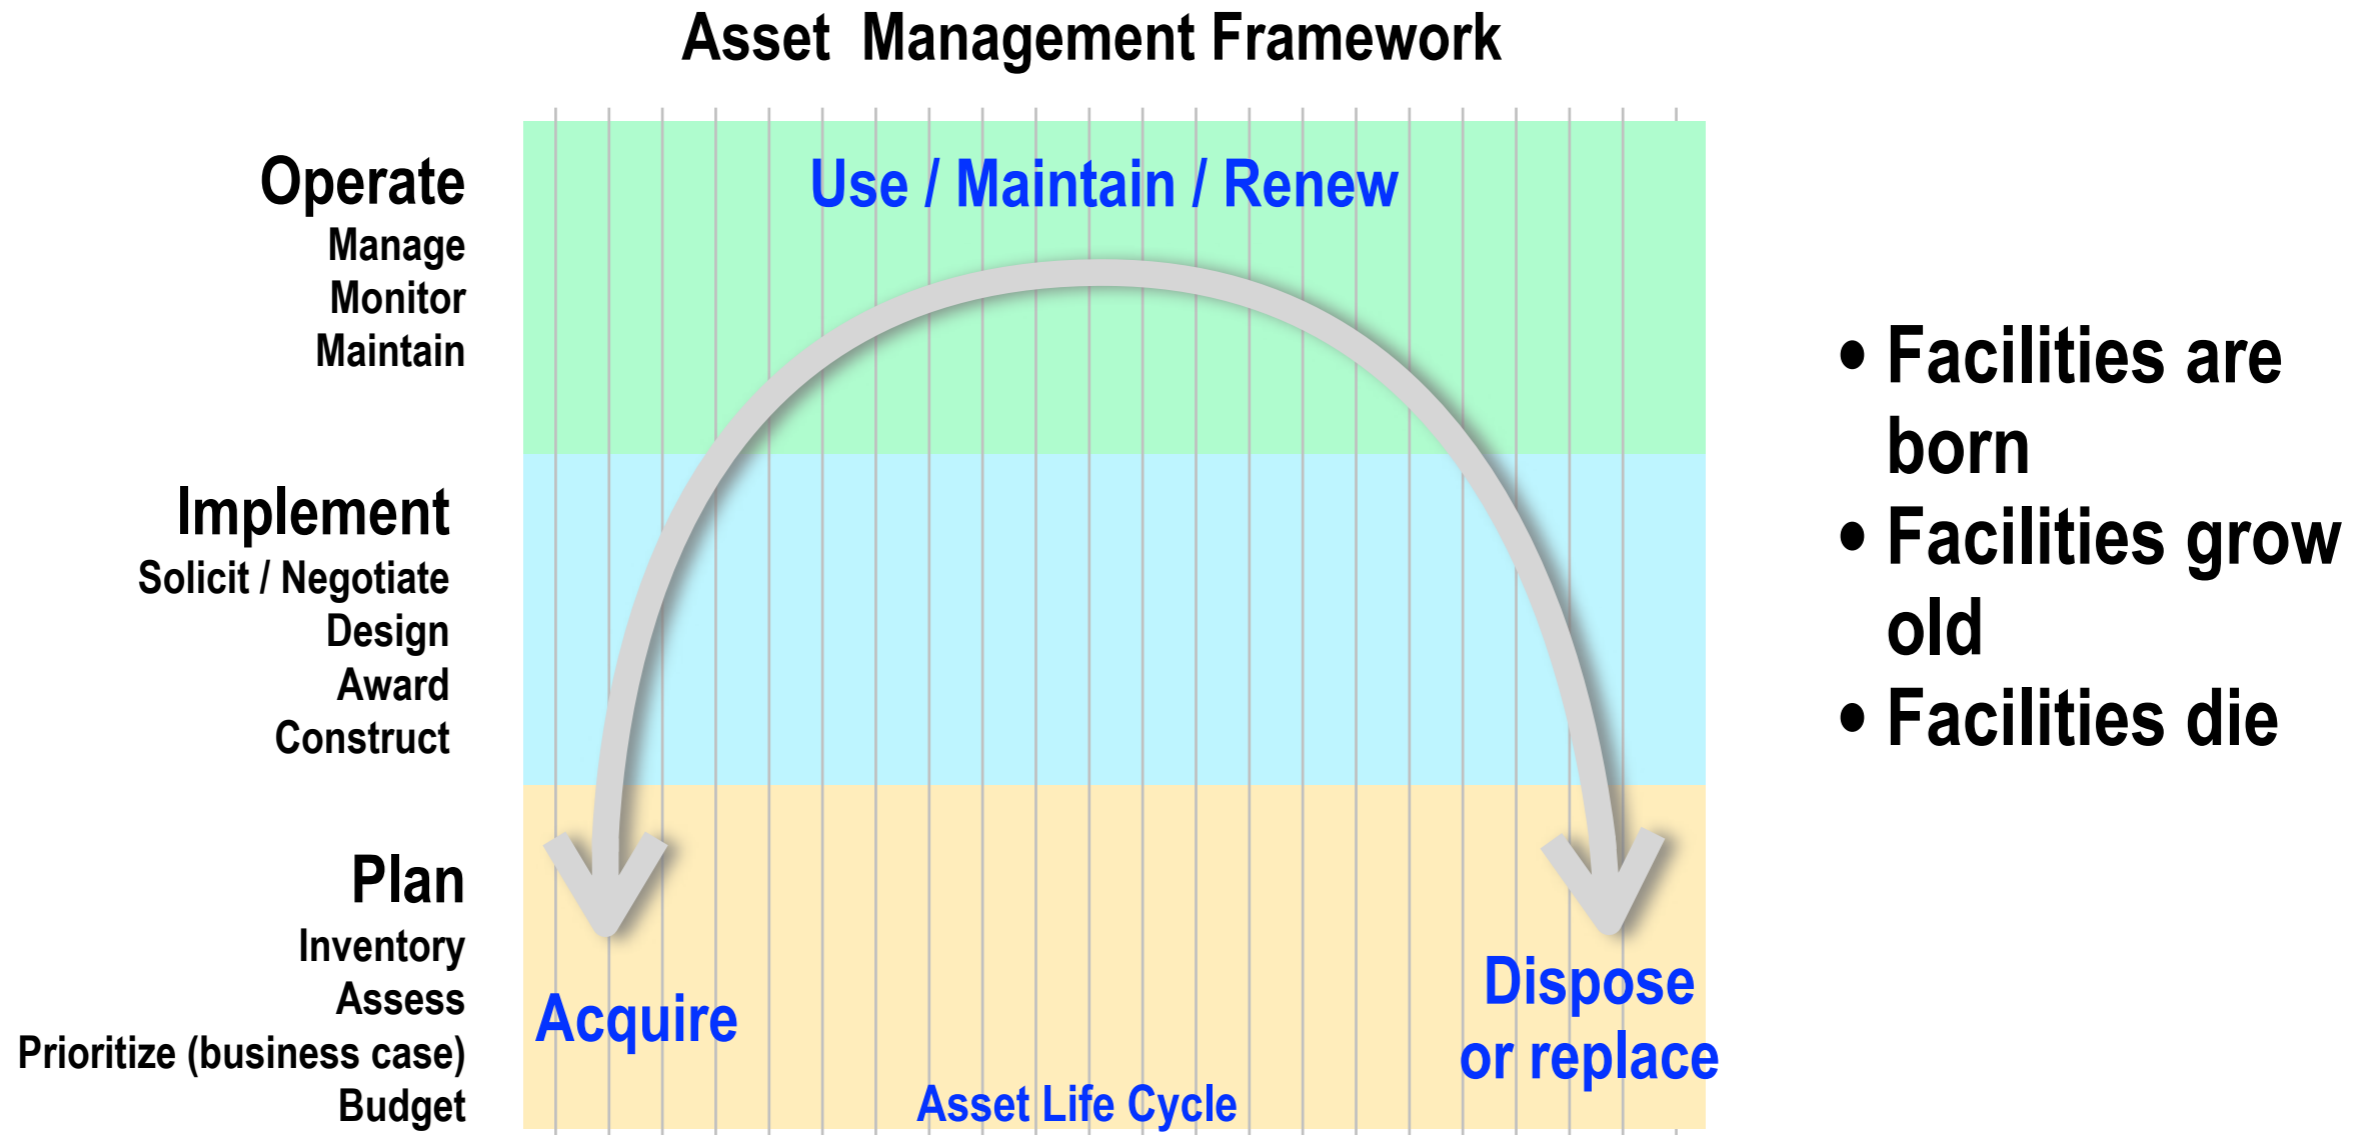 Asset Management Framework
Operate
Manage
Monitor
Maintain
Implement
Solicit / Negotiate
Design
Award
Construct
Plan
Inventory
Assess
Prioritize (business case)
Budget
Use / Maintain / Renew
Acquire
Dispose
or replace
Asset Life Cycle
• Facilities are
born
• Facilities grow
old
• Facilities die